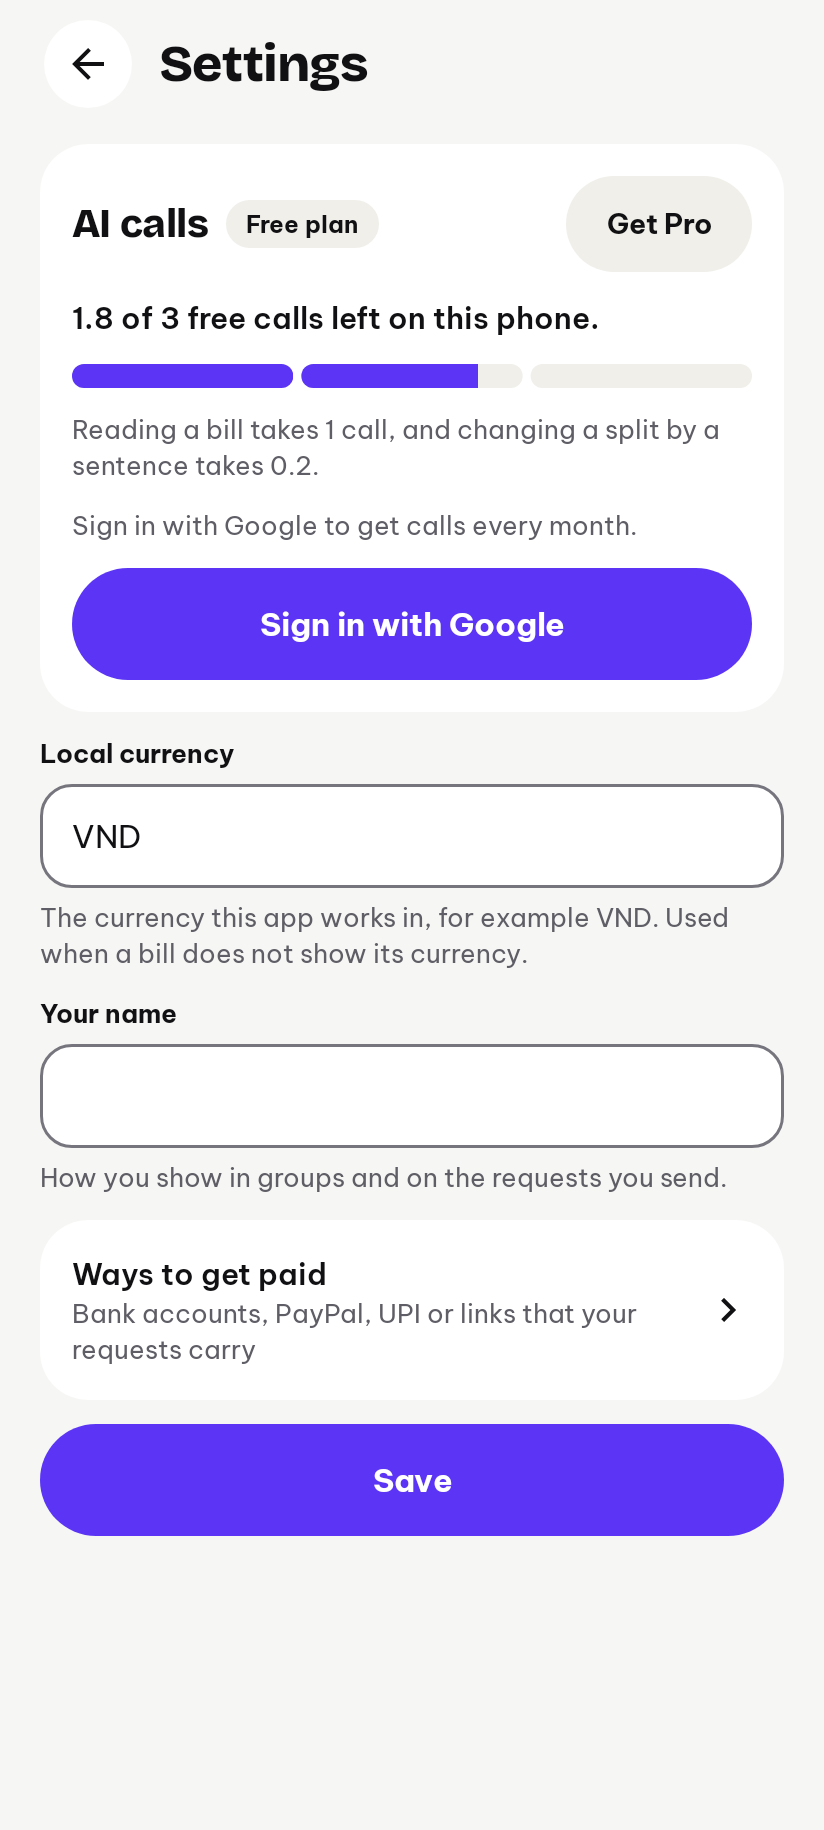 Settings
AI calls
Free plan
Get Pro
1.8 of 3 free calls left on this phone.
Reading a bill takes 1 call, and changing a split by a
sentence takes 0.2.
Sign in with Google to get calls every month.
Sign in with Google
Local currency
VND
The currency this app works in, for example VND. Used
when a bill does not show its currency.
Your name
How you show in groups and on the requests you send.
Ways to get paid
Bank accounts, PayPal, UPI or links that your
requests carry
Save